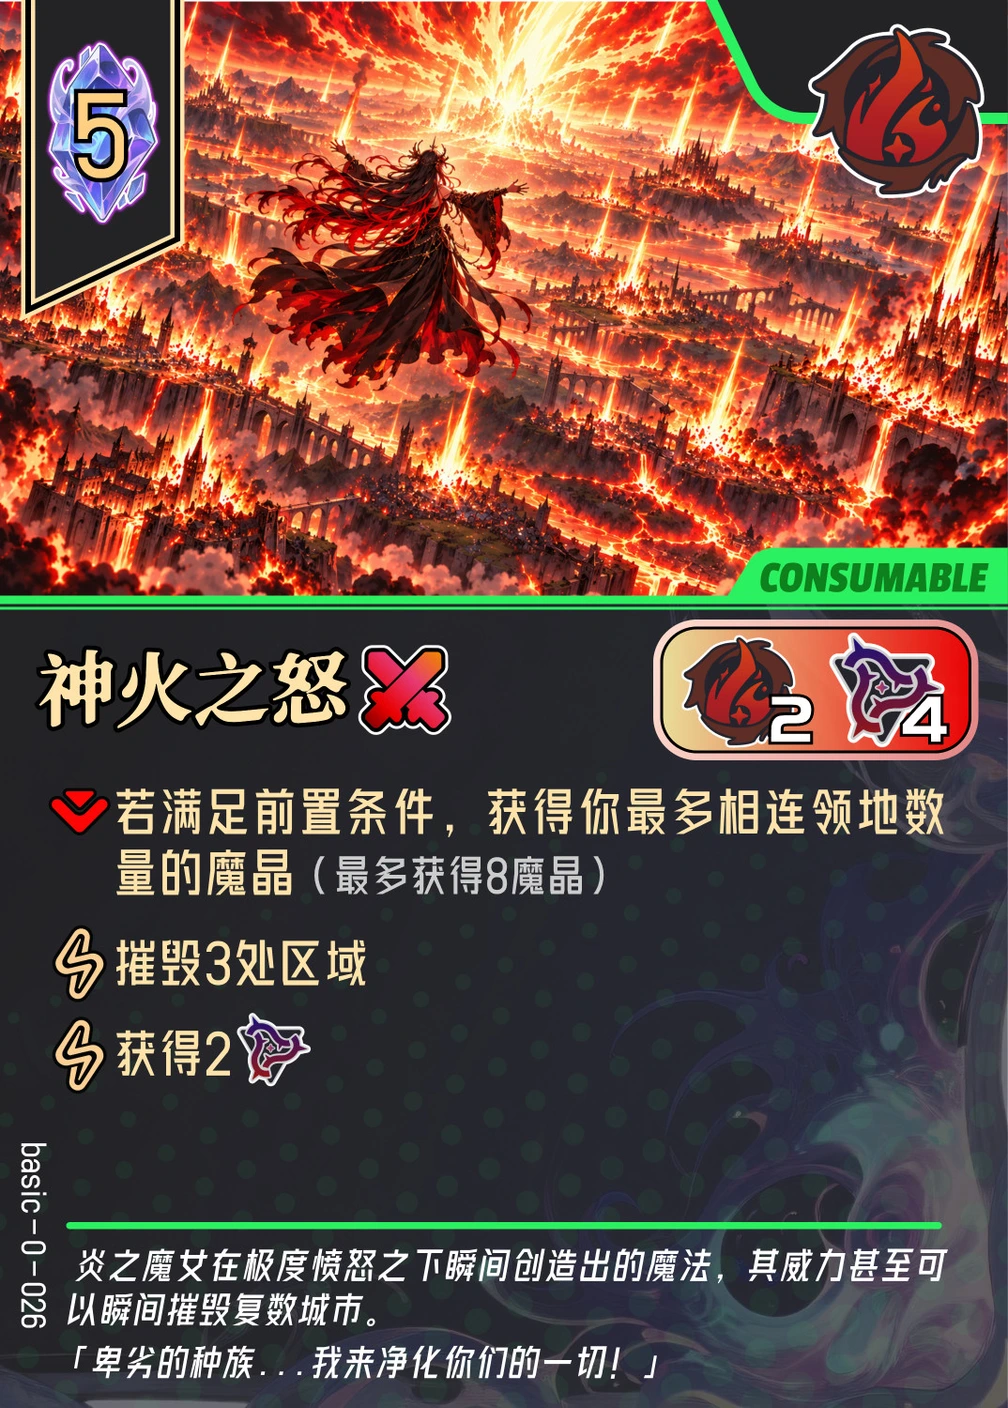 5
CONSUMABLE
神火之怒
2 4
若满足前置条件，获得你最多相连领地数
量的魔晶（最多获得8魔晶）
摧毁3处区域
获得2
basic-0-026
炎之魔女在极度愤怒之下瞬间创造出的魔法，其威力甚至可
以瞬间摧毁复数城市。
「卑劣的种族...我来净化你们的一切！」